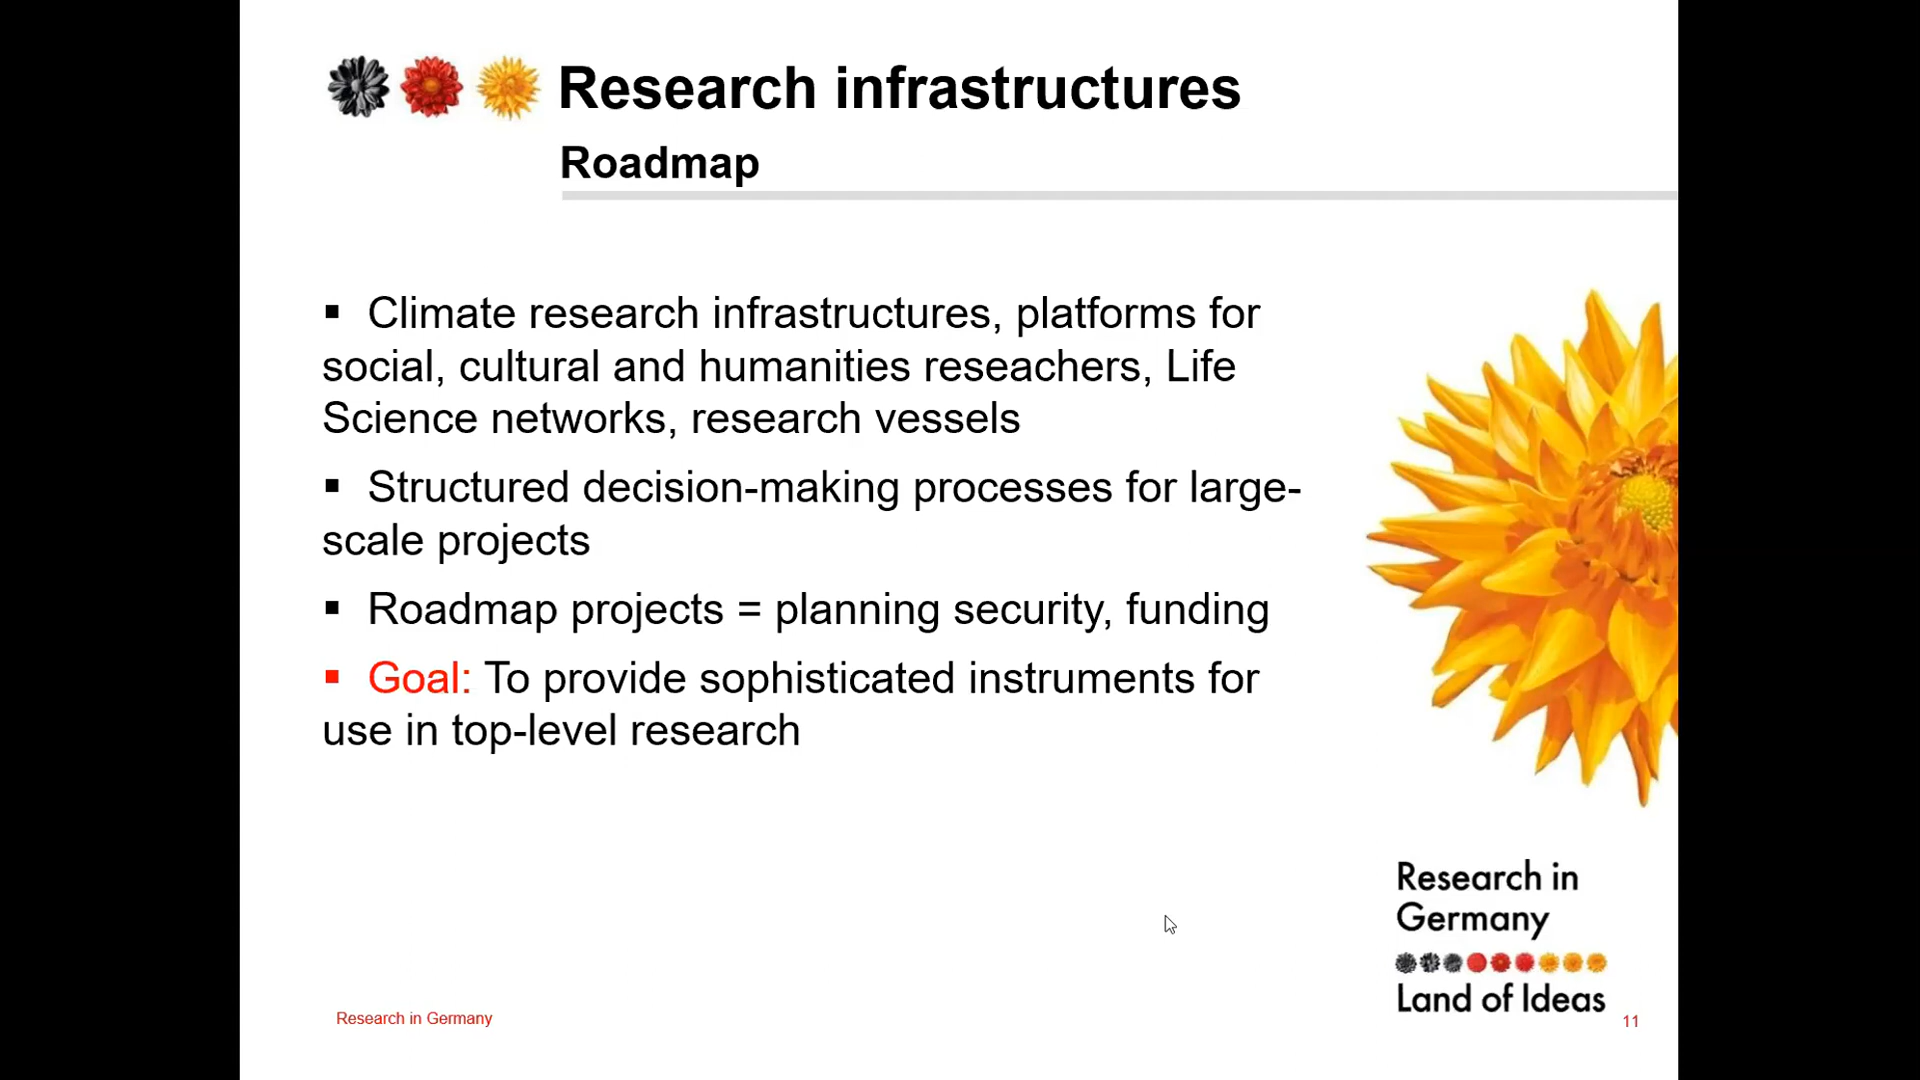 Research infrastructures
Roadmap
▪ Climate research infrastructures, platforms for
social, cultural and humanities reseachers, Life
Science networks, research vessels
▪ Structured decision-making processes for large-
scale projects
▪ Roadmap projects = planning security, funding
▪ Goal: To provide sophisticated instruments for
use in top-level research
Research in
Germany
Land of Ideas
Research in Germany
11